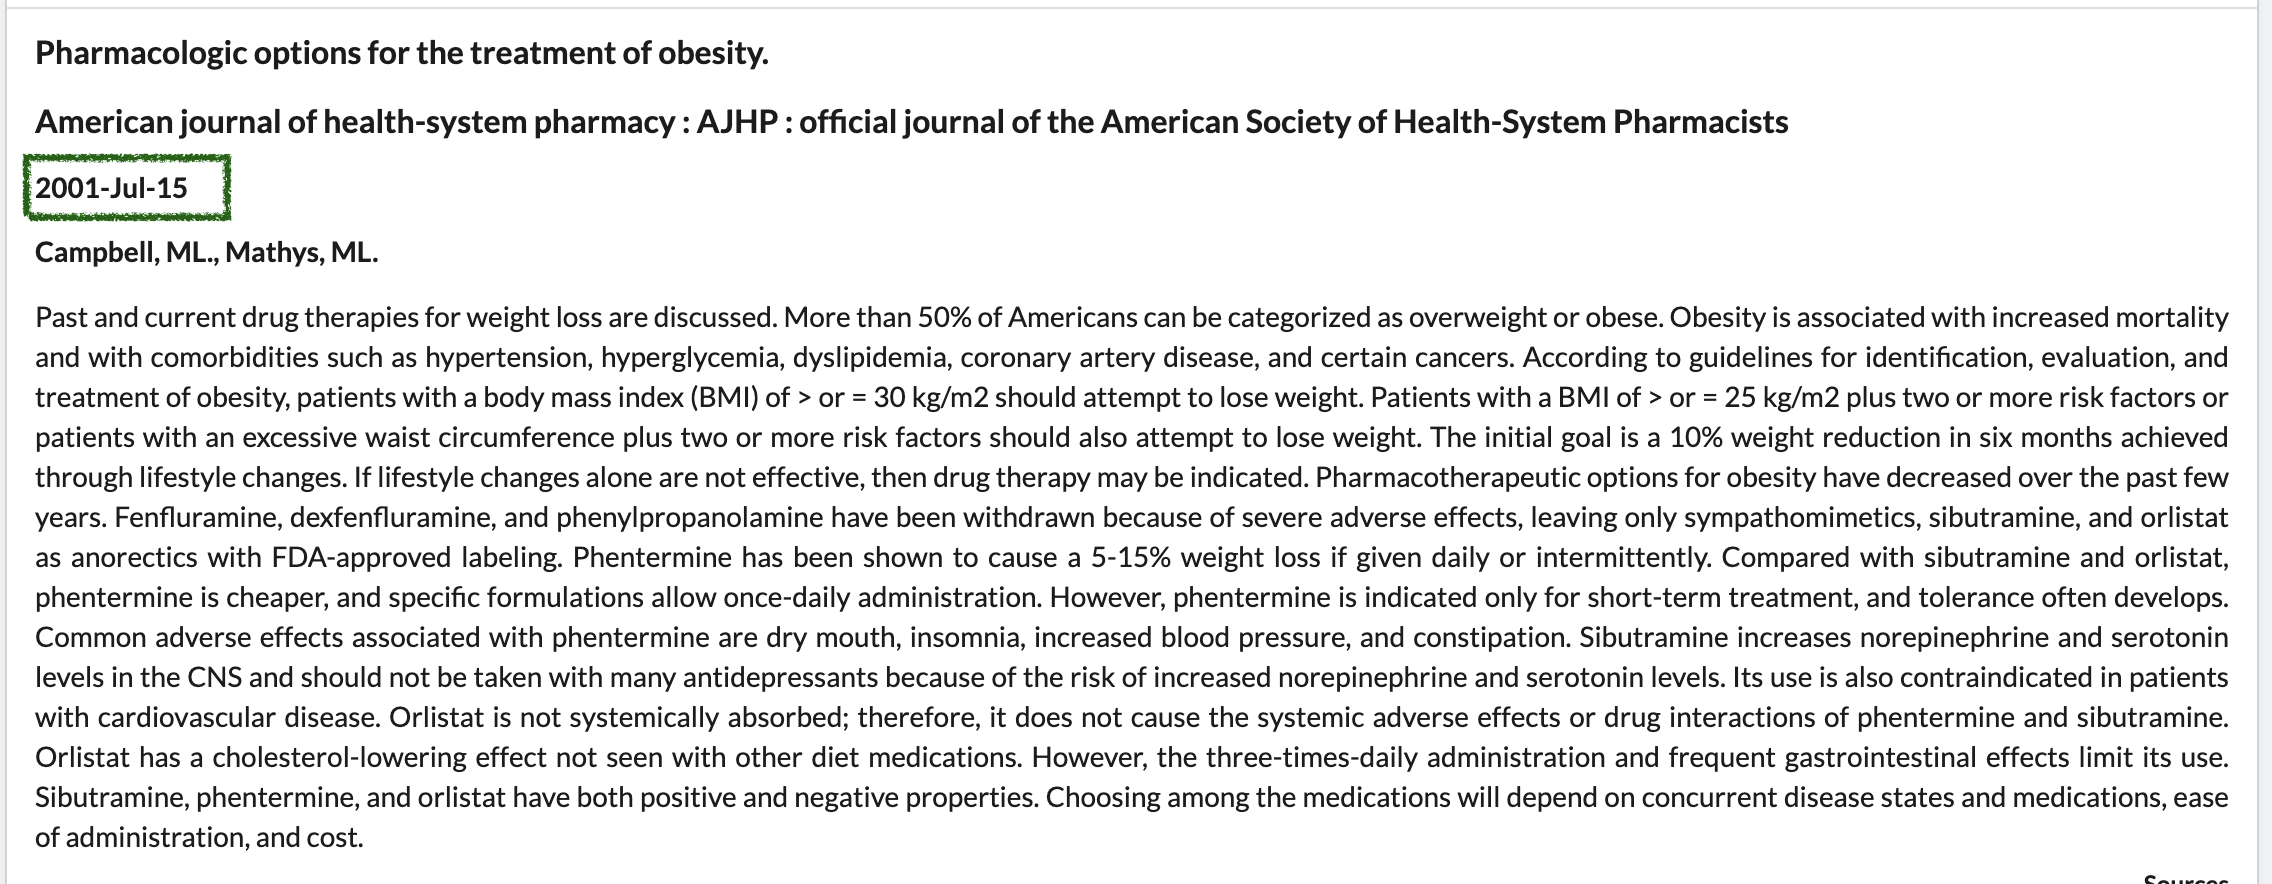 Pharmacologic options for the treatment of obesity.
American journal of health-system pharmacy : AJHP : official journal of the American Society of Health-System Pharmacists
2001-Jul-15
Campbell, ML., Mathys, ML.
Past and current drug therapies for weight loss are discussed. More than 50% of Americans can be categorized as overweight or obese. Obesity is associated with increased mortality
and with comorbidities such as hypertension, hyperglycemia, dyslipidemia, coronary artery disease, and certain cancers. According to guidelines for identification, evaluation, and
treatment of obesity, patients with a body mass index (BMI) of > or = 30 kg/m2 should attempt to lose weight. Patients with a BMI of > or = 25 kg/m2 plus two or more risk factors or
patients with an excessive waist circumference plus two or more risk factors should also attempt to lose weight. The initial goal is a 10% weight reduction in six months achieved
through lifestyle changes. If lifestyle changes alone are not effective, then drug therapy may be indicated. Pharmacotherapeutic options for obesity have decreased over the past few
years. Fenfluramine, dexfenfluramine, and phenylpropanolamine have been withdrawn because of severe adverse effects, leaving only sympathomimetics, sibutramine, and orlistat
as anorectics with FDA-approved labeling. Phentermine has been shown to cause a 5-15% weight loss if given daily or intermittently. Compared with sibutramine and orlistat,
phentermine is cheaper, and specific formulations allow once-daily administration. However, phentermine is indicated only for short-term treatment, and tolerance often develops.
Common adverse effects associated with phentermine are dry mouth, insomnia, increased blood pressure, and constipation. Sibutramine increases norepinephrine and serotonin
levels in the CNS and should not be taken with many antidepressants because of the risk of increased norepinephrine and serotonin levels. Its use is also contraindicated in patients
with cardiovascular disease. Orlistat is not systemically absorbed; therefore, it does not cause the systemic adverse effects or drug interactions of phentermine and sibutramine.
Orlistat has a cholesterol-lowering effect not seen with other diet medications. However, the three-times-daily administration and frequent gastrointestinal effects limit its use.
Sibutramine, phentermine, and orlistat have both positive and negative properties. Choosing among the medications will depend on concurrent disease states and medications, ease
of administration, and cost.
Sources